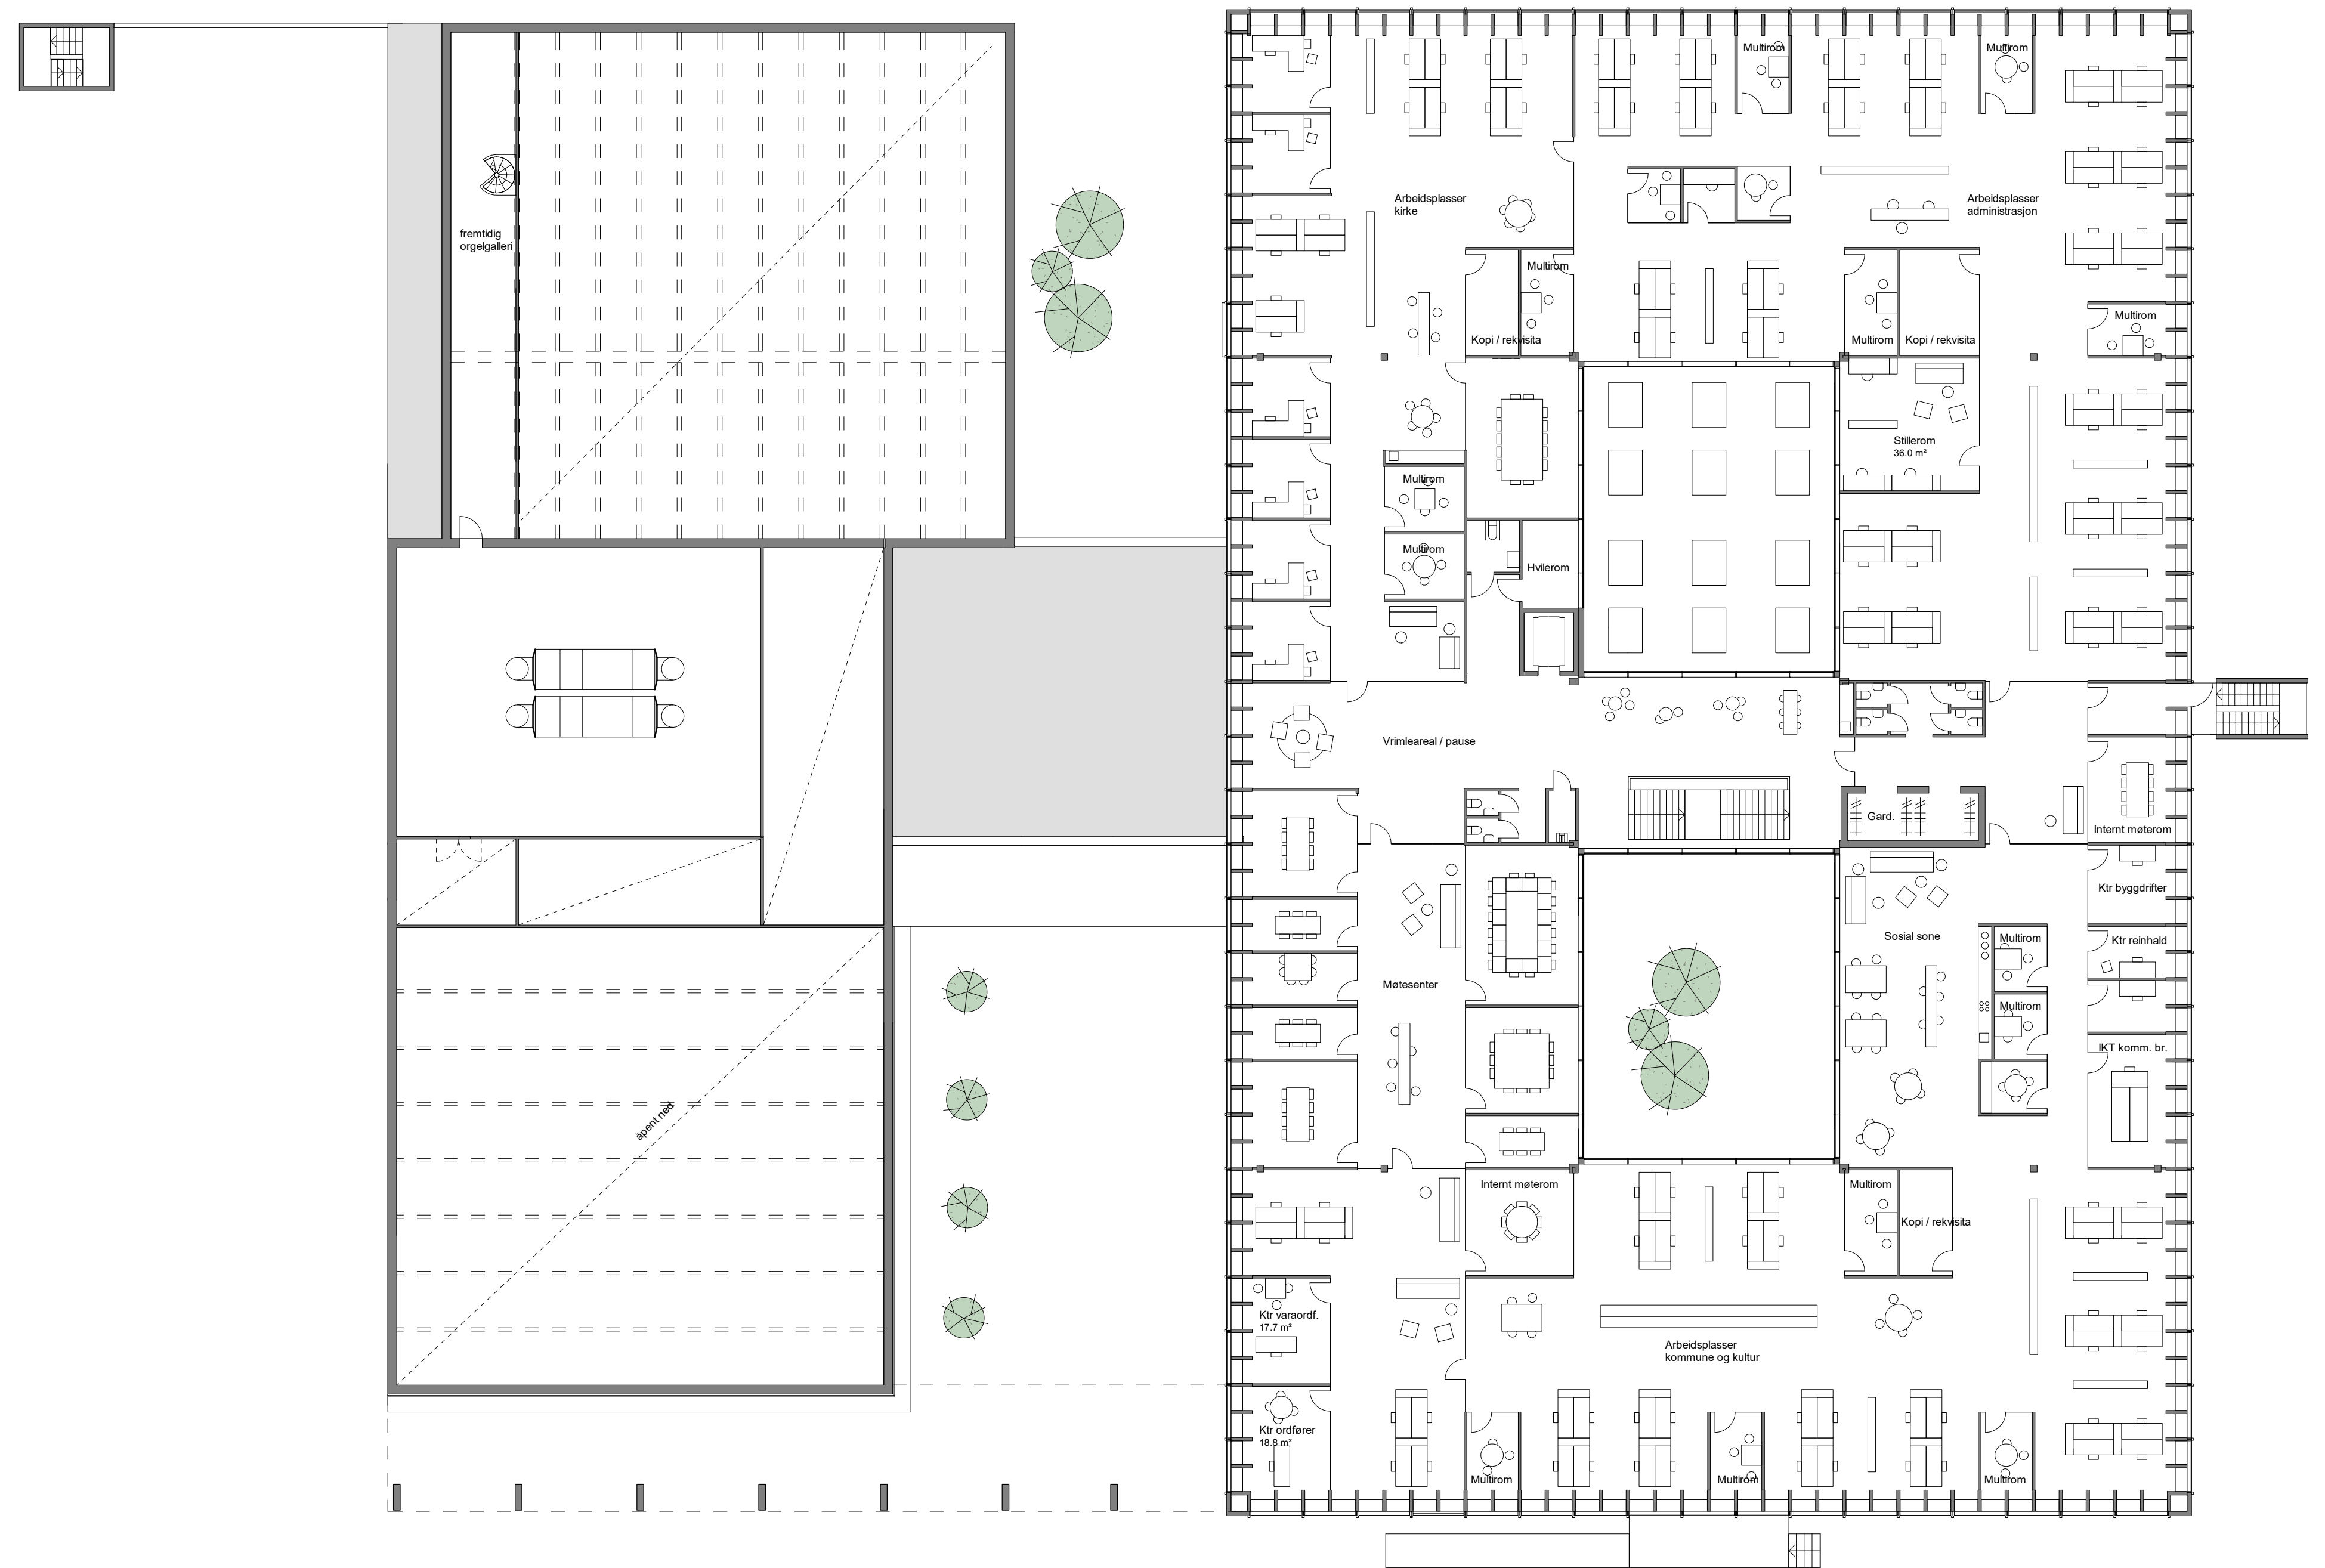 Multirom
Multirom
Arbeidsplasser
kirke
Arbeidsplasser
administrasjon
fremtidig
orgelgalleri
Multirom
Multirom
Kopi / rekvisita
Multirom
Kopi / rekvisita
Stillerom
36.0 m²
Multirom
Multirom
Hvilerom
Vrimleareal / pause
Gard.
Internt møterom
Ktr byggdrifter
Sosial sone
Multirom
Ktr reinhald
Møtesenter
Multirom
IKT komm. br.
åpent ned
Internt møterom
Multirom
Kopi / rekvisita
Ktr varaordf.
17.7 m²
Arbeidsplasser
kommune og kultur
Ktr ordfører
18.8 m²
Multirom
Multirom
Multirom